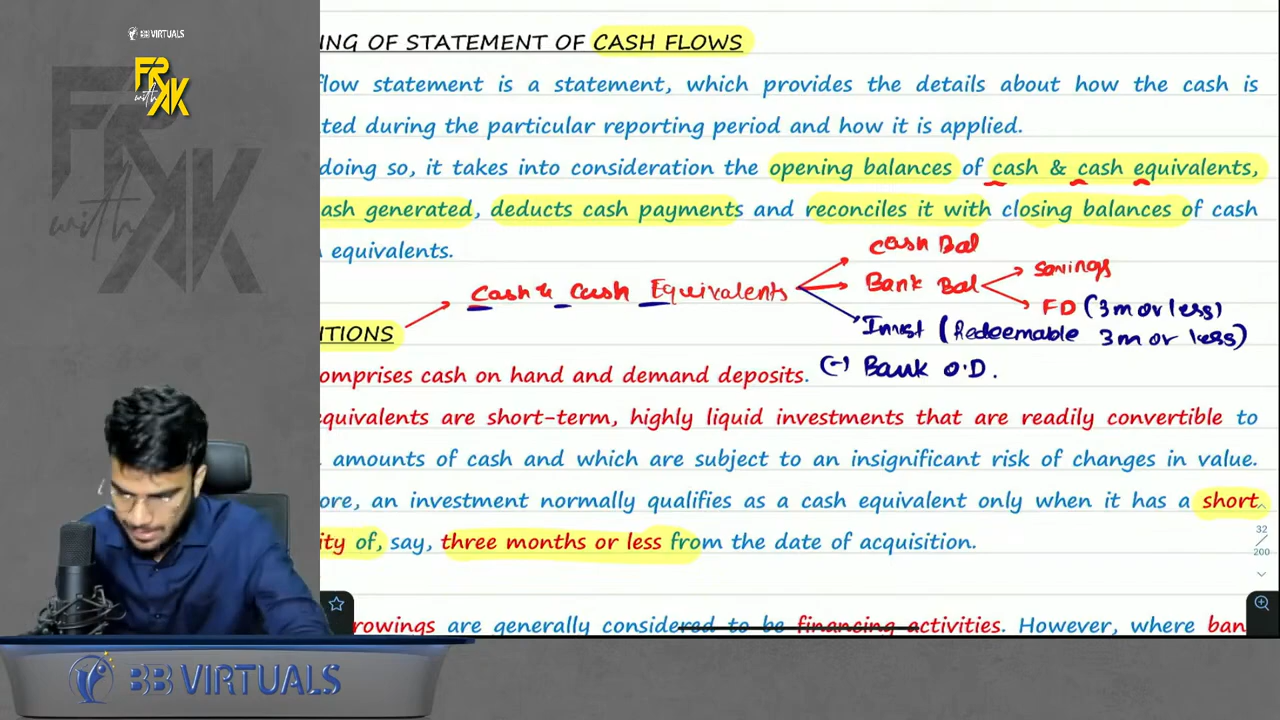 BB VIRTUALS
FR
with AK
ING OF STATEMENT OF CASH FLOWS
flow statement is a statement, which provides the details about how the cash is
ted during the particular reporting period and how it is applied.
doing so, it takes into consideration the opening balances of cash & cash equivalents,
ash generated, deducts cash payments and reconciles it with closing balances of cash
equivalents.
Cash & Cash Equivalents
Cash Bal
Bank Bal
Savings
FD (3m or less)
Invst (Redeemable 3m or less)
(-) Bank O.D.
ITIONS
omprises cash on hand and demand deposits.
equivalents are short-term, highly liquid investments that are readily convertible to
amounts of cash and which are subject to an insignificant risk of changes in value.
ore, an investment normally qualifies as a cash equivalent only when it has a short
ity of, say, three months or less from the date of acquisition.
32
200
rowings are generally considered to be financing activities. However, where ban
BB VIRTUALS